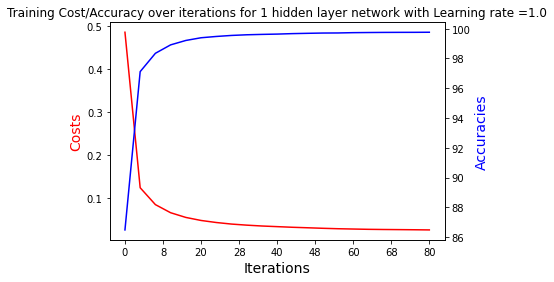 Training Cost/Accuracy over iterations for 1 hidden layer network with Learning rate =1.0
0.5
0.4
0.3
0.2
0.1
Costs
100
98
96
94
92
90
88
86
Accuracies
0 8 20 28 40 48 60 68 80
Iterations